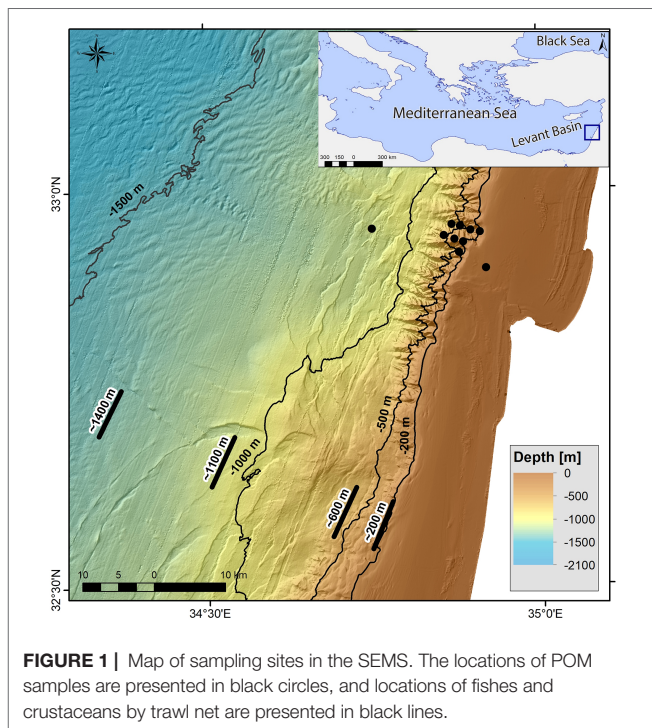 Black Sea
N
Mediterranean Sea
Levant Basin
300 150 0 300 km
33°0'N
-1500 m
~1400 m
~1100 m
-1000 m
-500 m
-200 m
~600 m
~200 m
Depth [m]
0
-500
-1000
-1500
-2100
10 5 0 10 km
32°30'N
34°30'E
35°0'E
FIGURE 1 | Map of sampling sites in the SEMS. The locations of POM
samples are presented in black circles, and locations of fishes and
crustaceans by trawl net are presented in black lines.